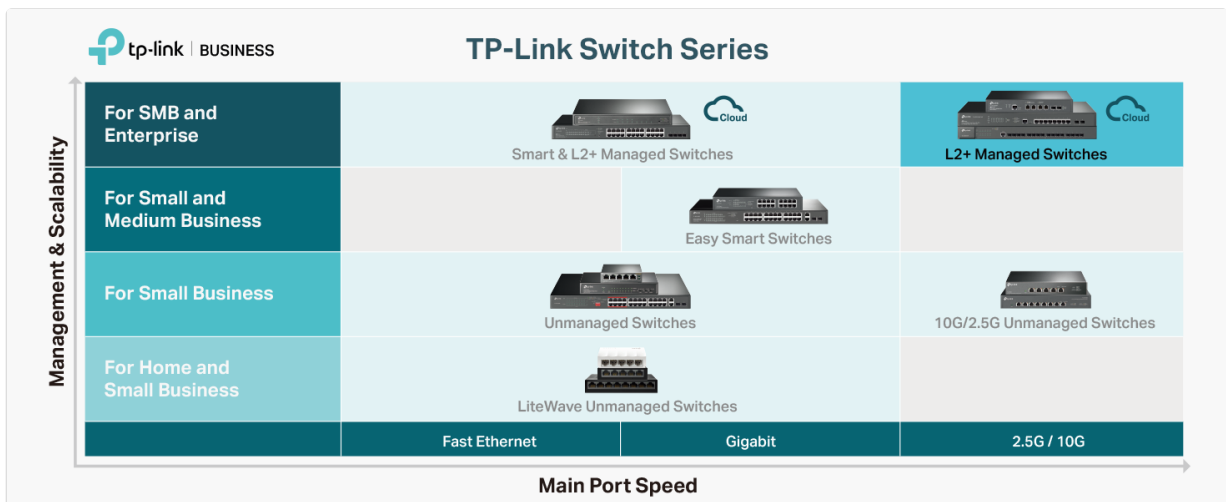 tp-link | BUSINESS
TP-Link Switch Series
Management & Scalability
For SMB and
Enterprise
Cloud
Smart & L2+ Managed Switches
Cloud
L2+ Managed Switches
For Small and
Medium Business
Easy Smart Switches
For Small Business
Unmanaged Switches
10G/2.5G Unmanaged Switches
For Home and
Small Business
LiteWave Unmanaged Switches
Fast Ethernet
Gigabit
2.5G / 10G
Main Port Speed